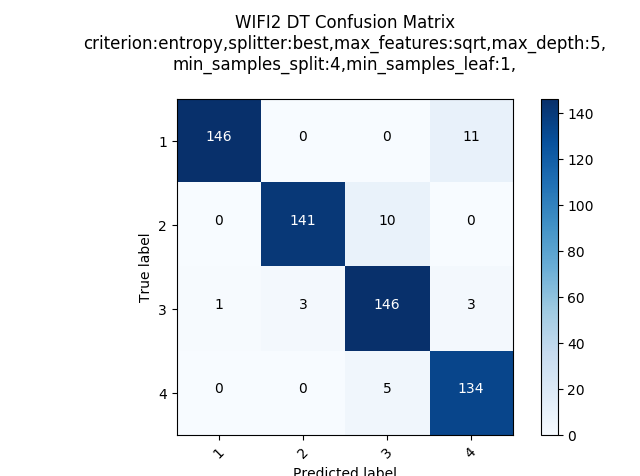 WIFI2 DT Confusion Matrix
criterion:entropy,splitter:best,max_features:sqrt,max_depth:5,
min_samples_split:4,min_samples_leaf:1,
1 146 0 0 11
2 0 141 10 0
3 1 3 146 3
4 0 0 5 134
1 2 3 4
True label
Predicted label
140
120
100
80
60
40
20
0